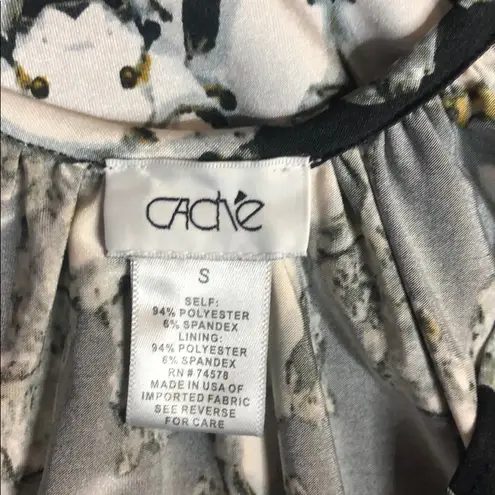 CAché
S
SELF:
94% POLYESTER
6% SPANDEX
LINING:
94% POLYESTER
6% SPANDEX
RN # 74578
MADE IN USA OF
IMPORTED FABRIC
SEE REVERSE
FOR CARE